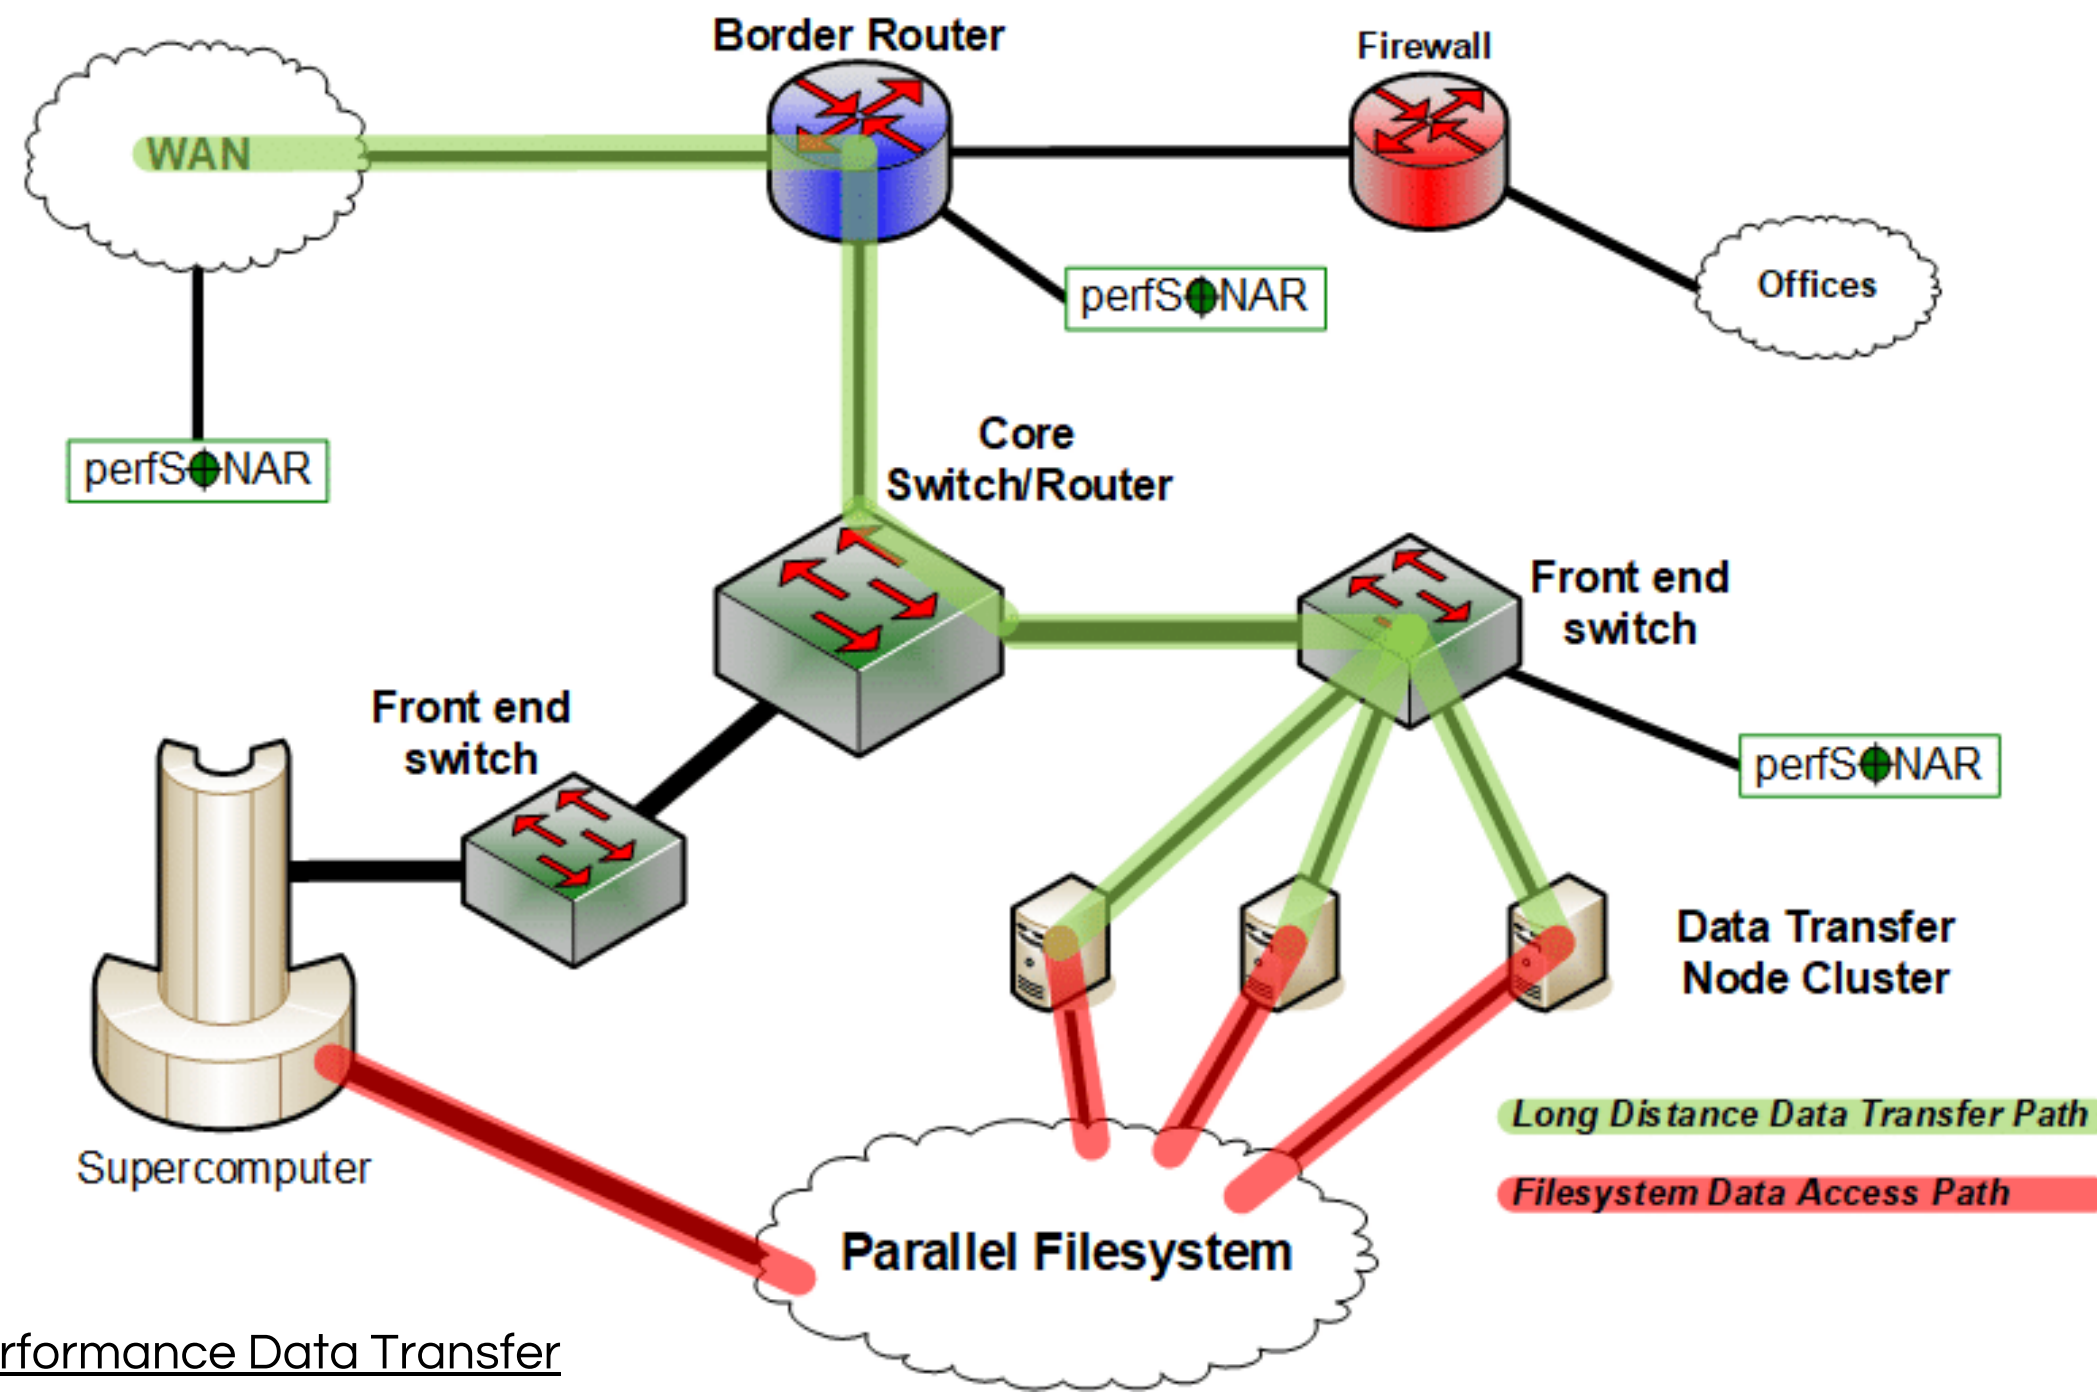 Border Router
Firewall
WAN
perfSONAR
Offices
perfSONAR
Core
Switch/Router
Front end
switch
Front end
switch
perfSONAR
Data Transfer
Node Cluster
Long Distance Data Transfer Path
Supercomputer
Filesystem Data Access Path
Parallel Filesystem
rformance Data Transfer